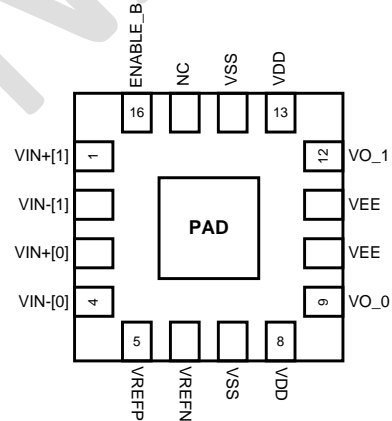 ENABLE_B
NC
VSS
VDD
16
13
VIN+[1]
1
12
VO_1
VIN-[1]
VEE
PAD
VIN+[0]
VEE
VIN-[0]
4
9
VO_0
5
8
VREFP
VREFN
VSS
VDD